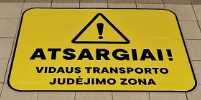 ATSARGIAI!
VIDAUS TRANSPORTO
JUDĖJIMO ZONA